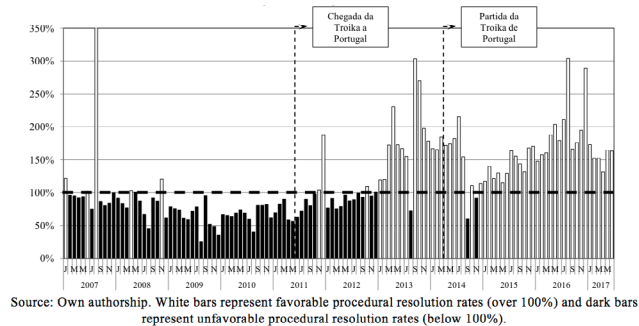 Chegada da
Troika a
Portugal
Partida da
Troika de
Portugal
350%
300%
250%
200%
150%
100%
50%
0%
J M M J S N J M M J S N J M M J S N J M M J S N J M M J S N J M M J S N J M M J S N J M M J S N J M M J S N J M M J S N J M M
2007 2008 2009 2010 2011 2012 2013 2014 2015 2016 2017
Source: Own authorship. White bars represent favorable procedural resolution rates (over 100%) and dark bars
represent unfavorable procedural resolution rates (below 100%).